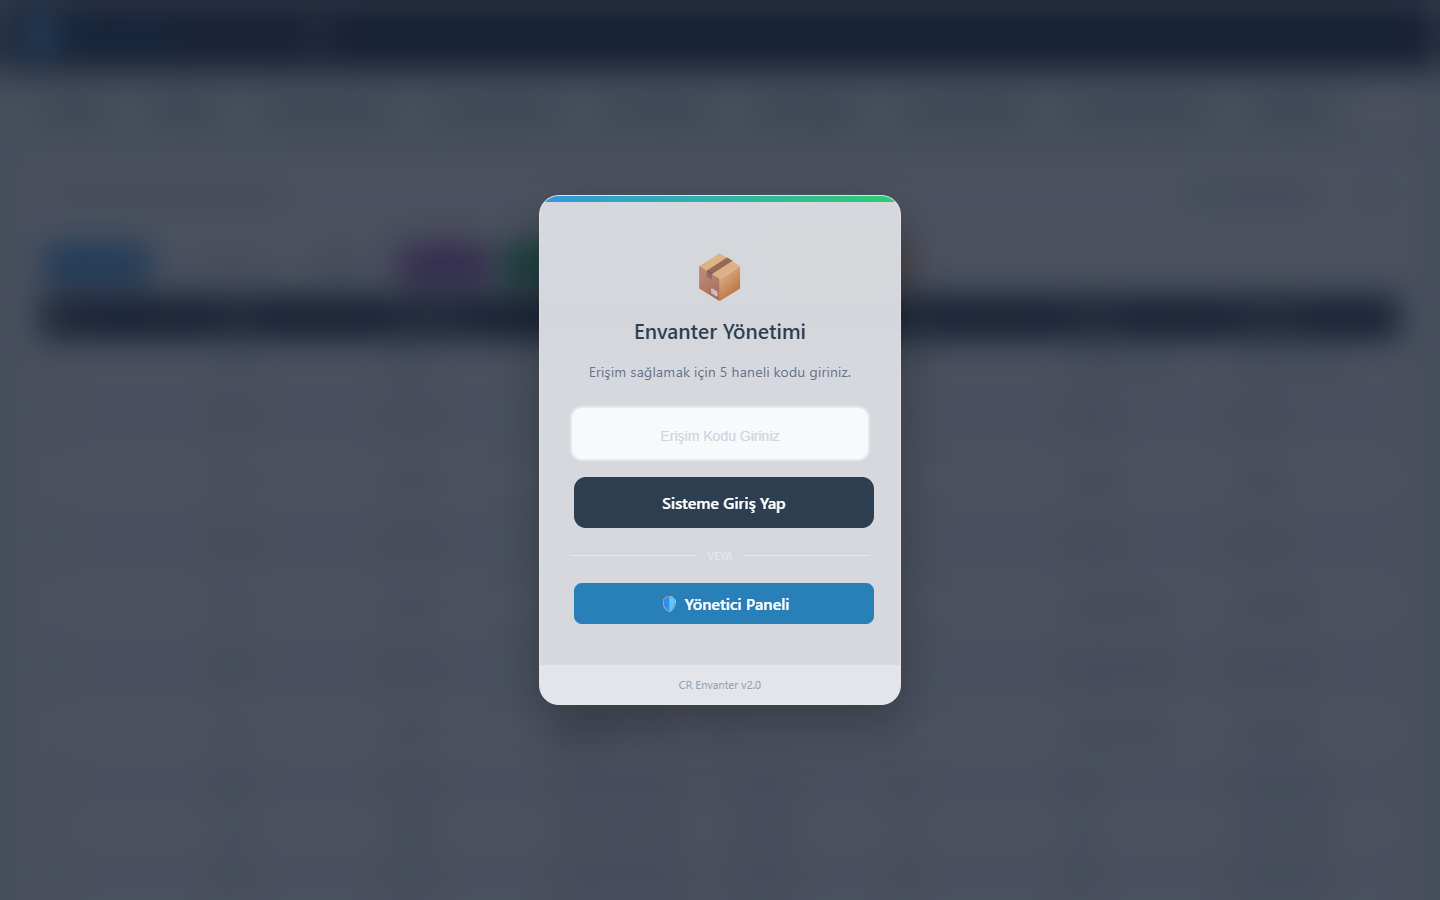 Envanter Yönetimi
Erişim sağlamak için 5 haneli kodu giriniz.
Erişim Kodu Giriniz
Sisteme Giriş Yap
VEYA
Yönetici Paneli
CR Envanter v2.0